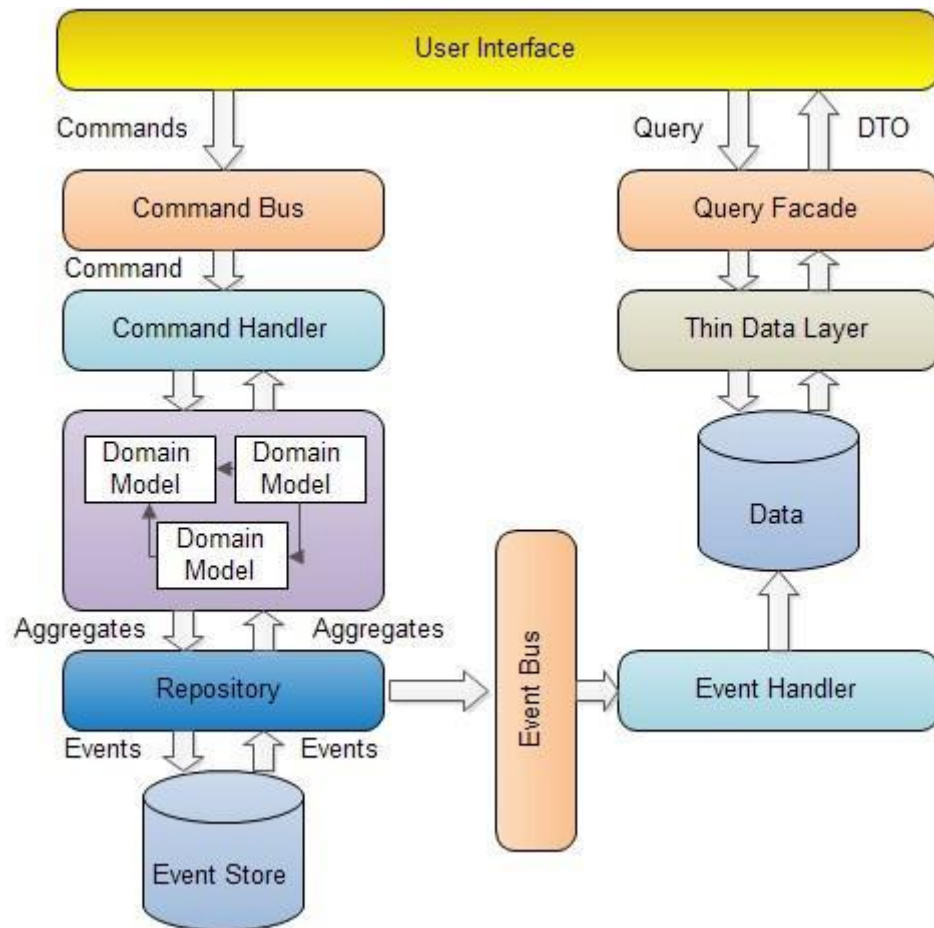 User Interface
Commands
Query
DTO
Command Bus
Query Facade
Command
Command Handler
Thin Data Layer
Domain
Model
Domain
Model
Domain
Model
Data
Aggregates
Aggregates
Repository
Event Bus
Event Handler
Events
Events
Event Store